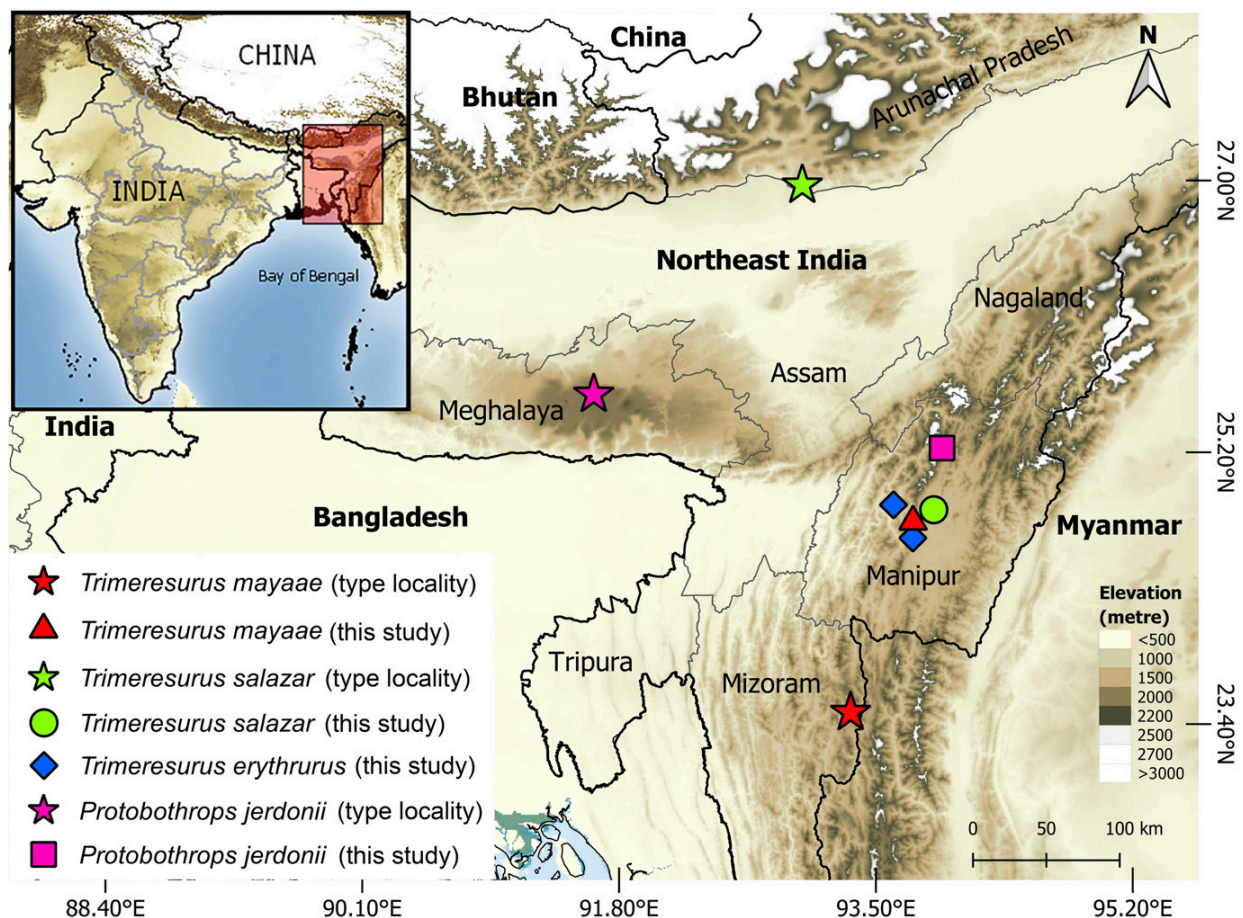 CHINA
INDIA
Bay of Bengal
China
Bhutan
Arunachal Pradesh
N
27.00°N
Northeast India
Nagaland
Assam
Meghalaya
India
25.20°N
Bangladesh
Myanmar
Manipur
Trimeresurus mayaae (type locality)
Trimeresurus mayaae (this study)
Trimeresurus salazar (type locality)
Trimeresurus salazar (this study)
Trimeresurus erythrurus (this study)
Protobothrops jerdonii (type locality)
Protobothrops jerdonii (this study)
Tripura
Mizoram
Elevation
(metre)
<500
1000
1500
2000
2200
2500
2700
>3000
23.40°N
0 50 100 km
88.40°E 90.10°E 91.80°E 93.50°E 95.20°E